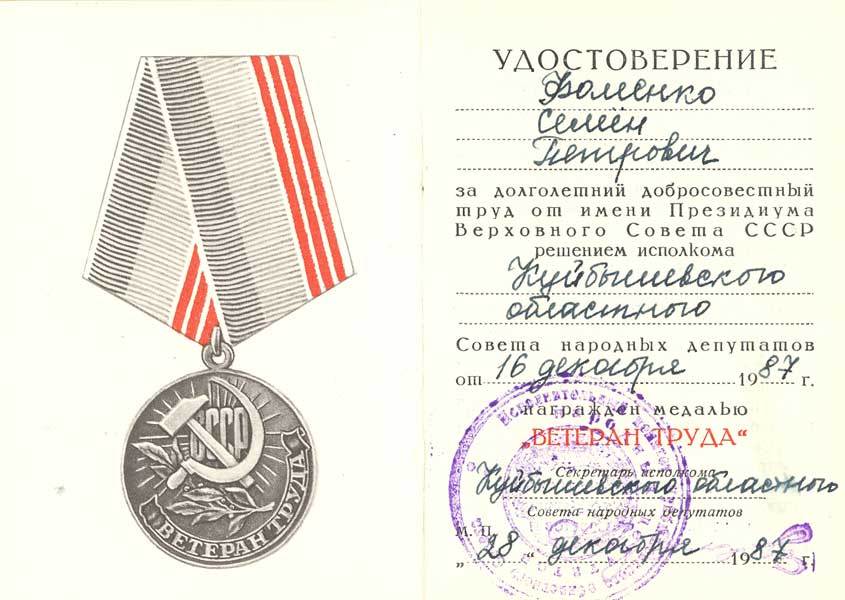 СССР
ВЕТЕРАН ТРУДА
УДОСТОВЕРЕНИЕ
Фоменко
Семён
Петрович
за долголетний добросовестный
труд от имени Президиума
Верховного Совета СССР
решением исполкома
Куйбышевского
областного
Совета народных депутатов
от 16 декабря 1987 г.
награжден медалью
„ВЕТЕРАН ТРУДА“
Секретарь исполкома
Куйбышевского областного
Совета народных депутатов
М. П.
„28“ декабря 1987 г.